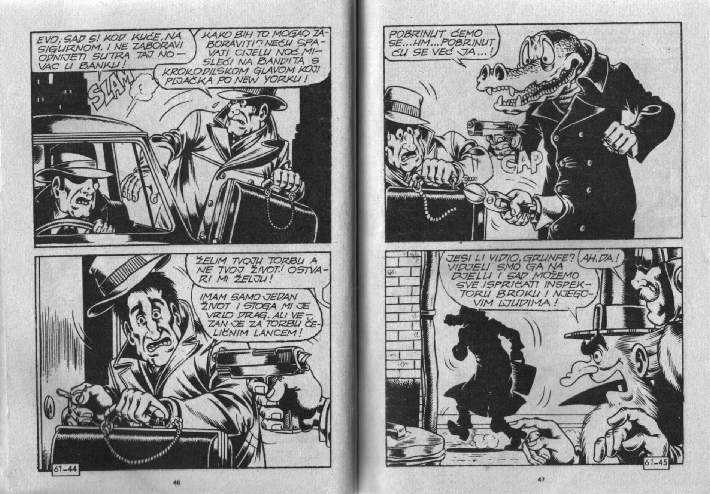 EVO, SAD SI KOD KUĆE, NA
SIGURNOM. I NE ZABORAVI
ODNIJETI SUTRA TAJ NO-
VAC U BANKU!
KAKO BIH TO MOGAO ZA-
BORAVITI? NEĆU SPA-
VATI CIJELU NOĆ MI-
SLEĆI NA BANDITA S
KROKODILSKOM GLAVOM KOJI
PLJAČKA PO NEW YORKU!
SLAM
ŽELIM TVOJU TORBU A
NE TVOJ ŽIVOT! OSTVA-
RI MI ŽELJU!
IMAM SAMO JEDAN
ŽIVOT I STOGA MI JE
VRLO DRAG. ALI VE-
ZAN JE ZA TORBU ČE-
LIČNIM LANCEM!
61-44
46
POBRINUT ĆEMO
SE...HM...POBRINUT
ĆU SE VEĆ JA...!
CAP
JESI LI VIDIO, GRUNFE?
VIDJELI SMO GA NA
DJELU I SAD MOŽEMO
SVE ISPRIČATI INSPEK-
TORU BROKU I NJEGO-
VIM LJUDIMA!
AH, DA!
61-45
47